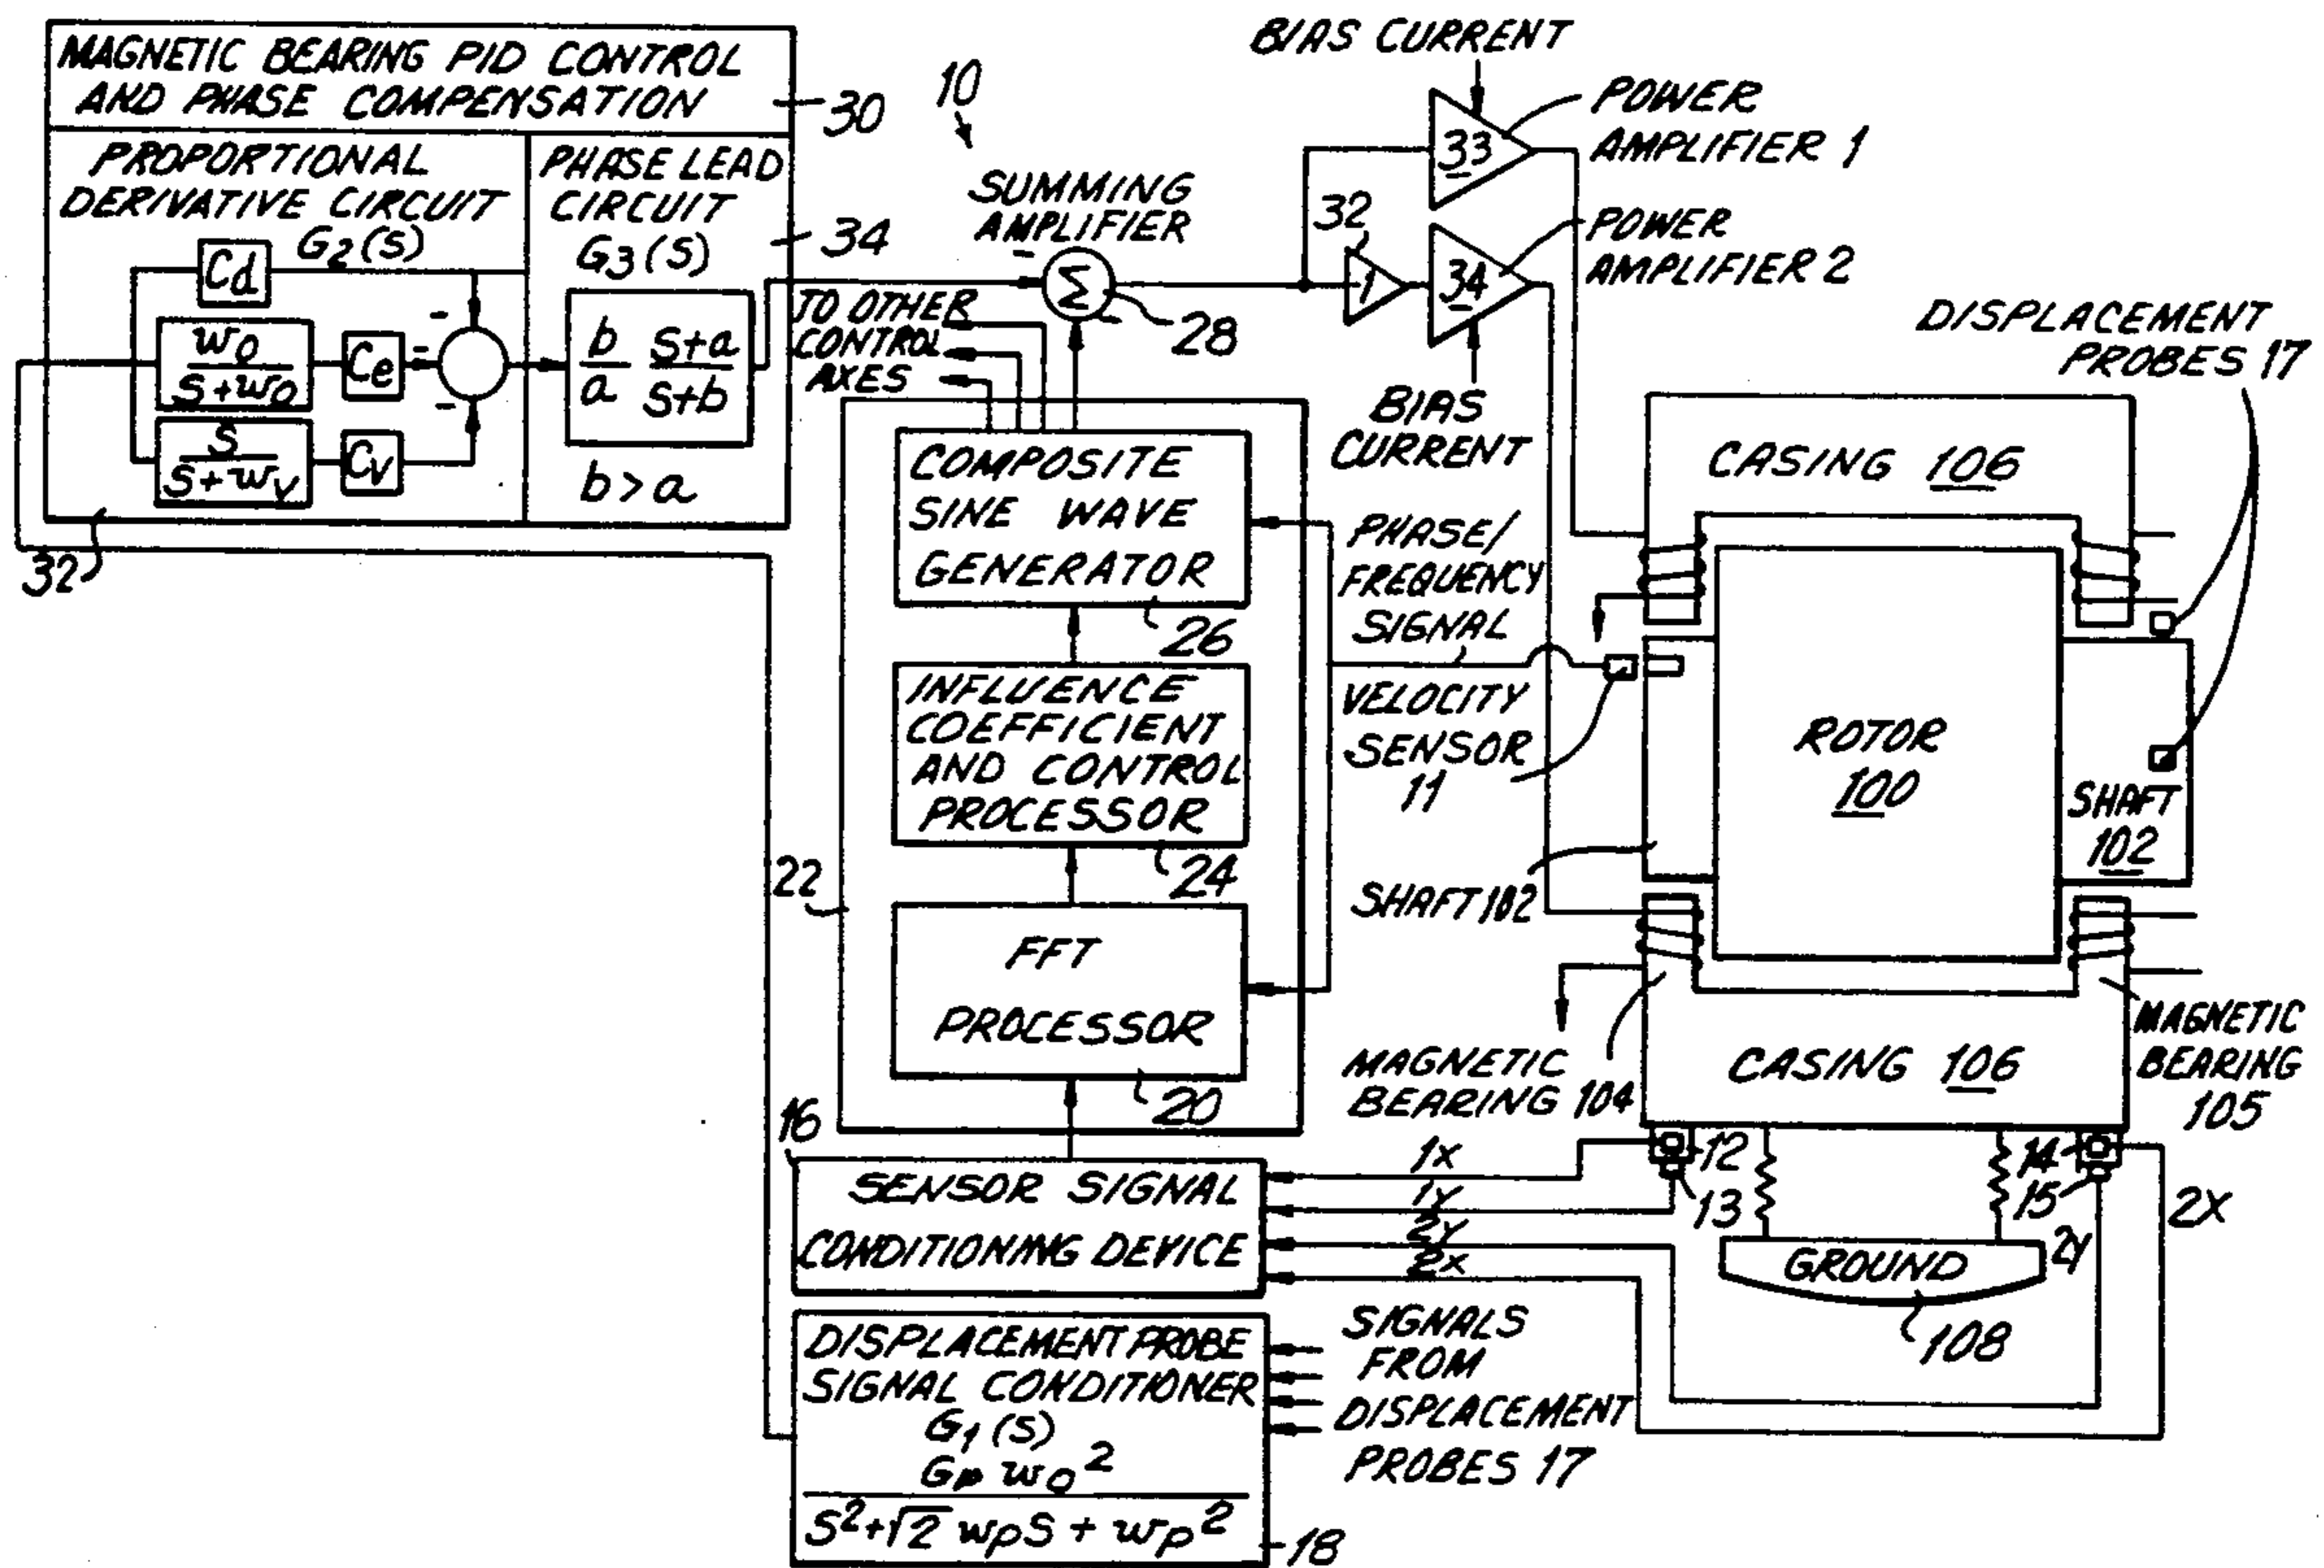 MAGNETIC BEARING PID CONTROL
AND PHASE COMPENSATION
30
PROPORTIONAL
DERIVATIVE CIRCUIT
G2(S)
Cd
wo
S+wo
Ce
S
S+wv
Cv
-
-
-
32
PHASE LEAD
CIRCUIT
G3(S)
34
b
a
S+a
S+b
b>a
10
SUMMING
AMPLIFIER
-
Σ
-
28
TO OTHER
CONTROL
AXES
BIAS CURRENT
33
POWER
AMPLIFIER 1
32
1
34
POWER
AMPLIFIER 2
BIAS
CURRENT
DISPLACEMENT
PROBES 17
COMPOSITE
SINE WAVE
GENERATOR
26
INFLUENCE
COEFFICIENT
AND CONTROL
PROCESSOR
24
22
FFT
PROCESSOR
20
PHASE/
FREQUENCY
SIGNAL
VELOCITY
SENSOR
11
SHAFT 102
CASING 106
ROTOR
100
SHAFT
102
MAGNETIC
BEARING 104
CASING 106
MAGNETIC
BEARING
105
16
SENSOR SIGNAL
CONDITIONING DEVICE
1X
1Y
2Y
2X
12
13
14
15
2X
2Y
GROUND
108
DISPLACEMENT PROBE
SIGNAL CONDITIONER
G1(S)
Gp wo²
S²+√2 wpS + wp²
18
SIGNALS
FROM
DISPLACEMENT
PROBES 17